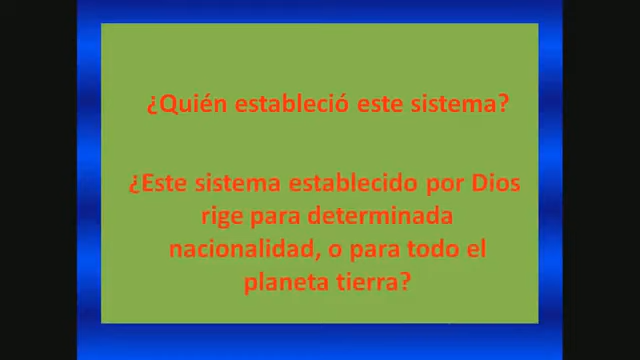 ¿Quién estableció este sistema?
¿Este sistema establecido por Dios
rige para determinada
nacionalidad, o para todo el
planeta tierra?